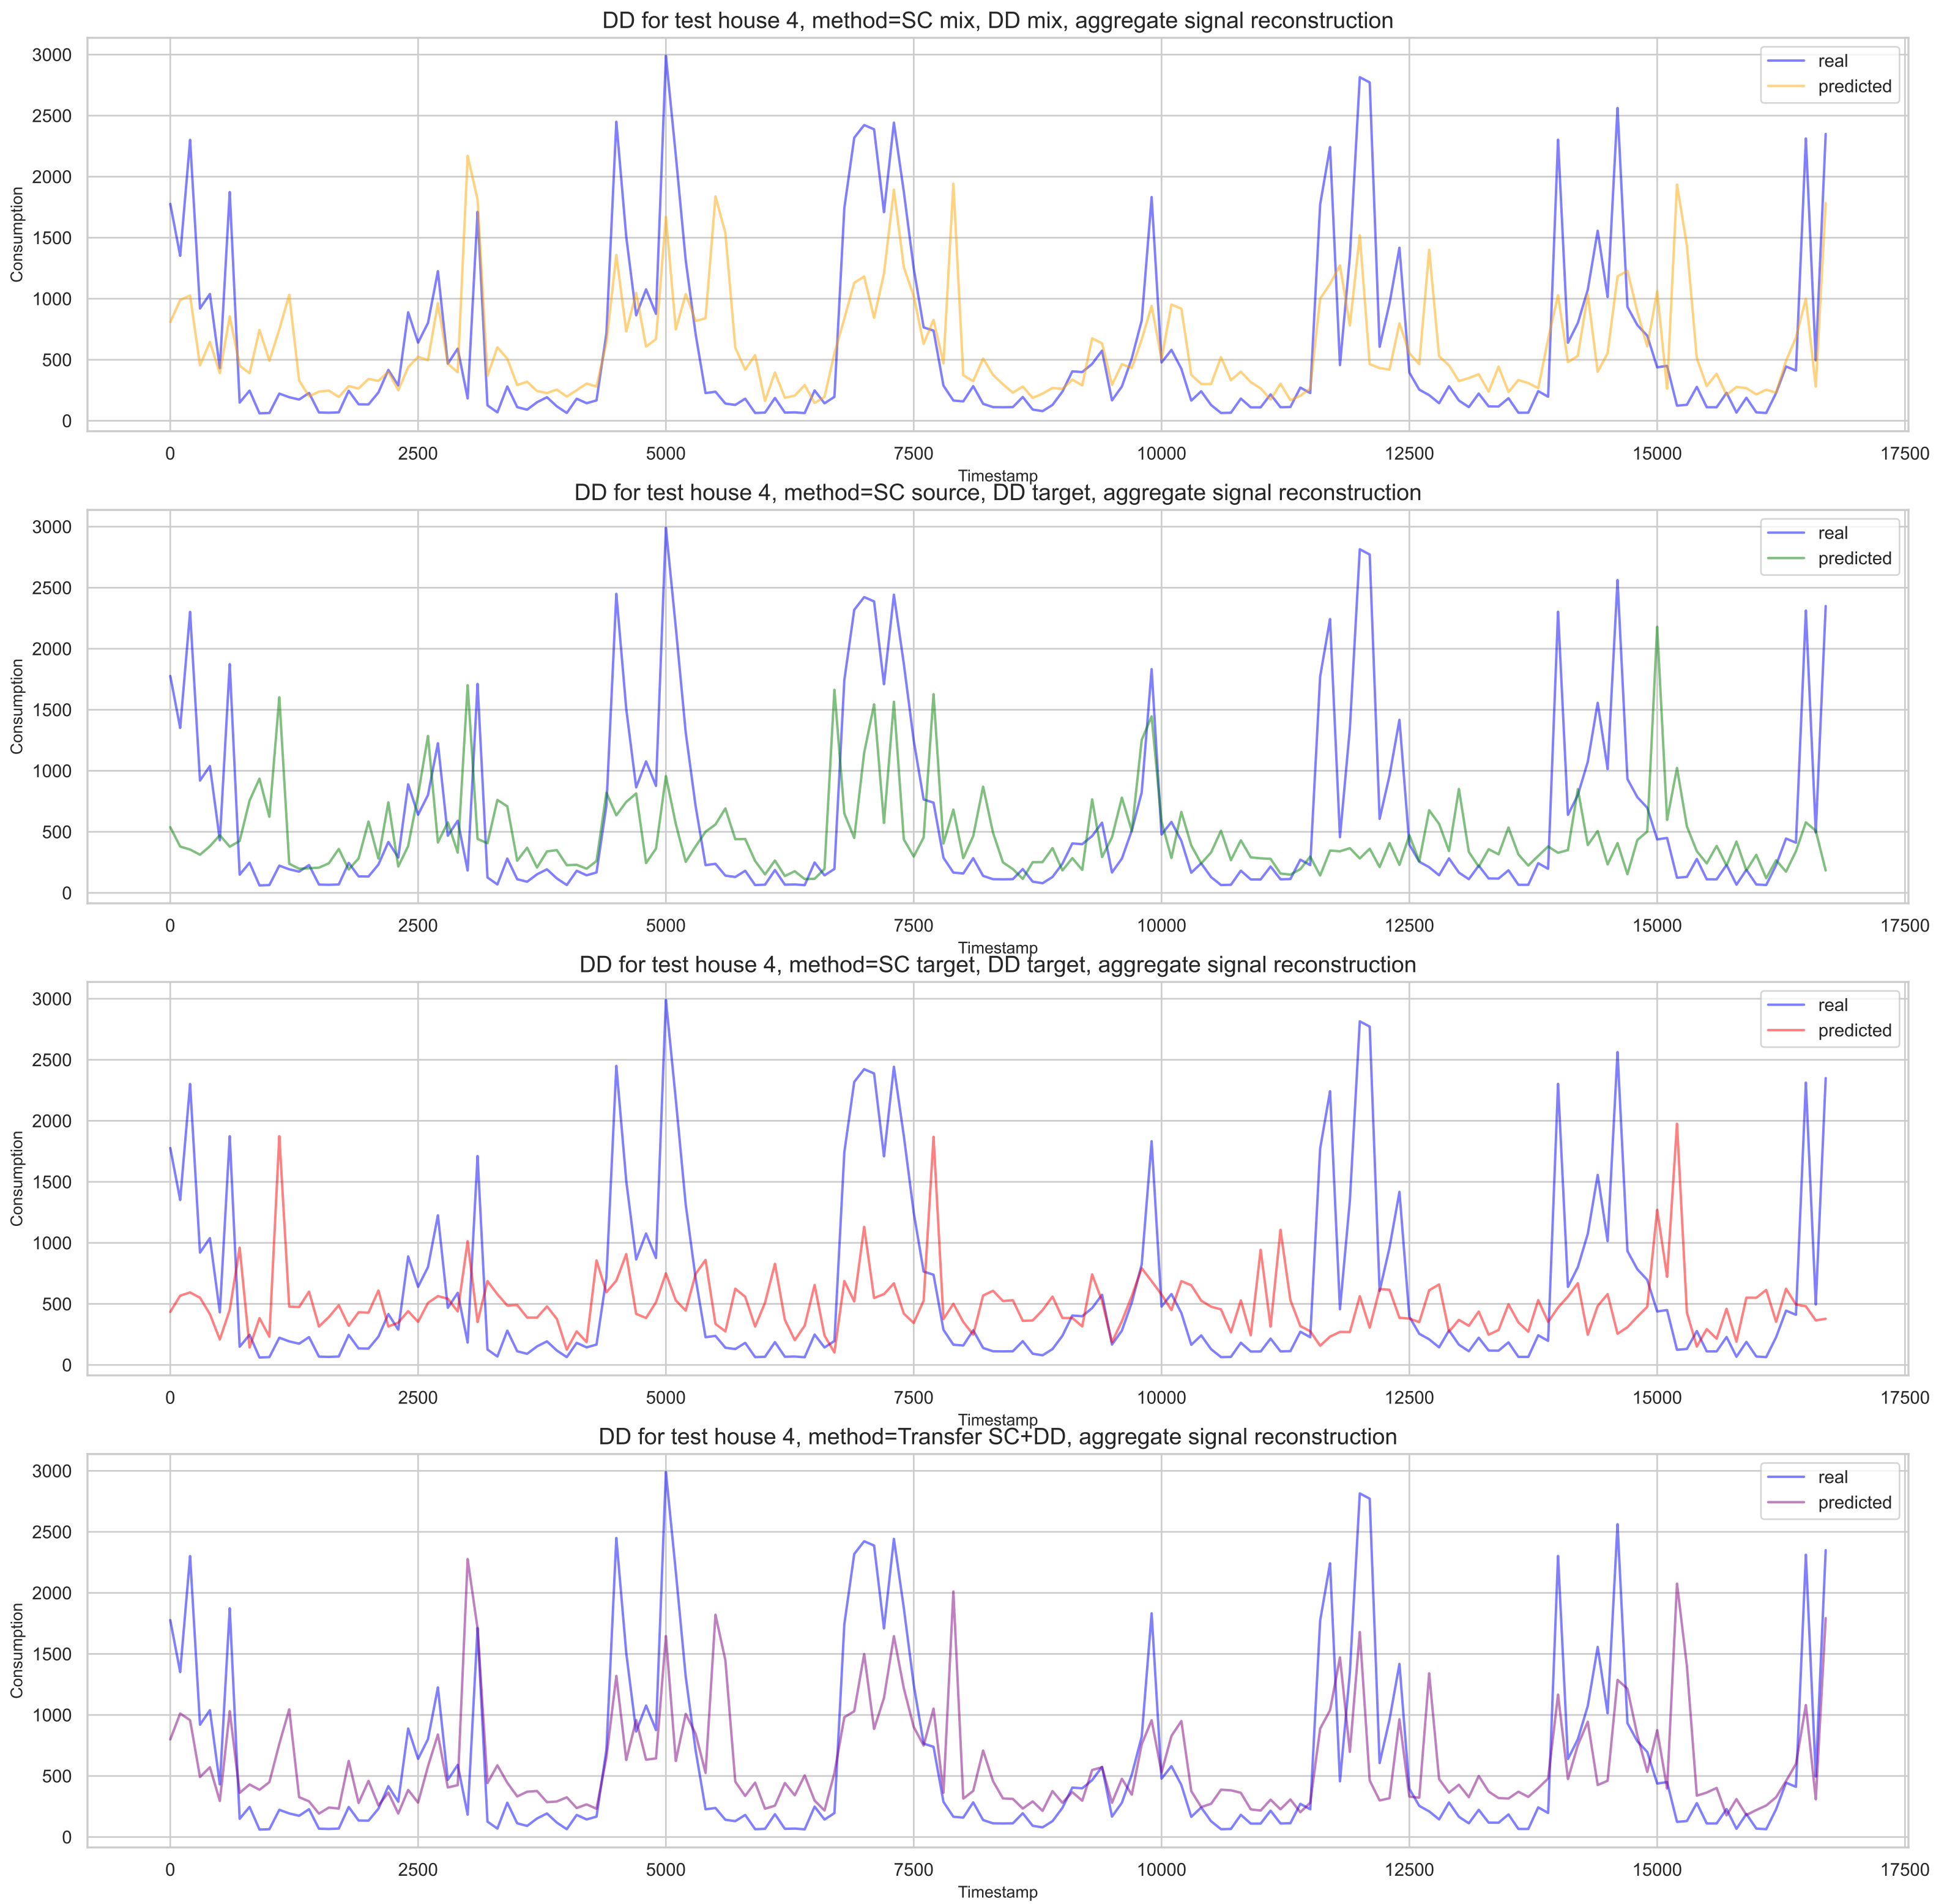 DD for test house 4, method=SC mix, DD mix, aggregate signal reconstruction
3000
2500
2000
1500
1000
500
0
Consumption
real
predicted
0 2500 5000 7500 10000 12500 15000 17500
Timestamp
DD for test house 4, method=SC source, DD target, aggregate signal reconstruction
3000
2500
2000
1500
1000
500
0
Consumption
real
predicted
0 2500 5000 7500 10000 12500 15000 17500
Timestamp
DD for test house 4, method=SC target, DD target, aggregate signal reconstruction
3000
2500
2000
1500
1000
500
0
Consumption
real
predicted
0 2500 5000 7500 10000 12500 15000 17500
Timestamp
DD for test house 4, method=Transfer SC+DD, aggregate signal reconstruction
3000
2500
2000
1500
1000
500
0
Consumption
real
predicted
0 2500 5000 7500 10000 12500 15000 17500
Timestamp